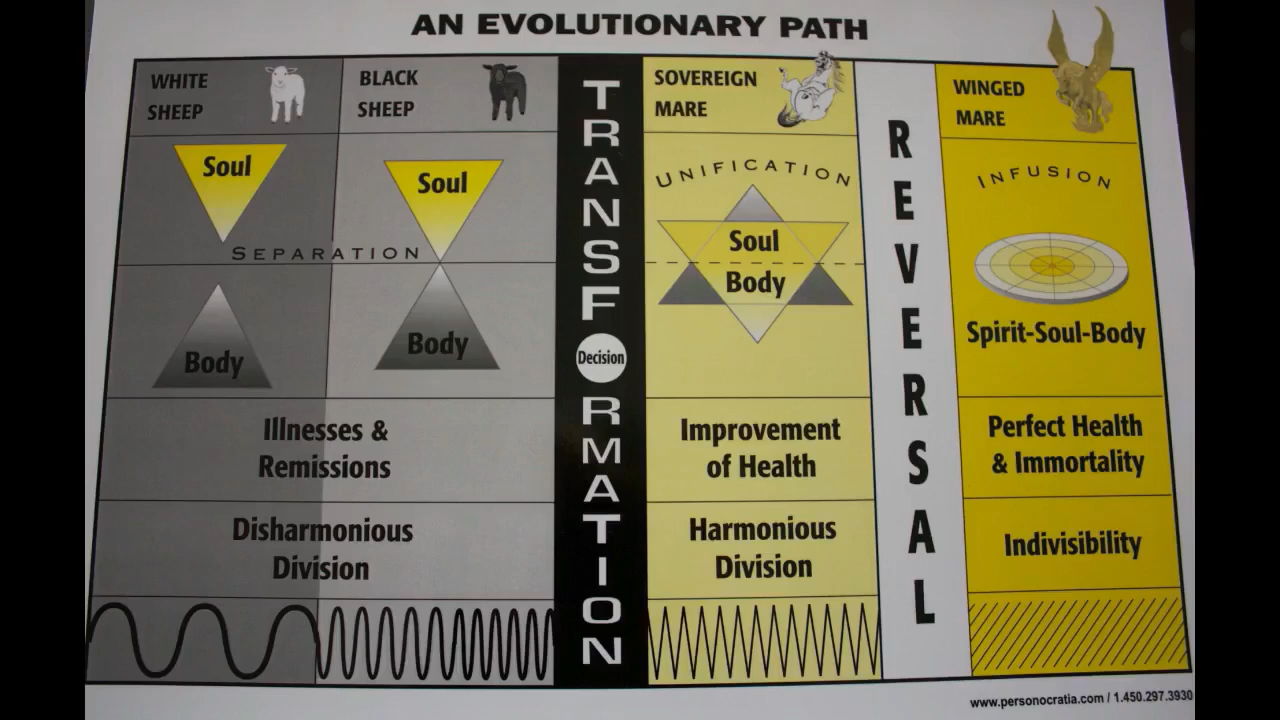 AN EVOLUTIONARY PATH
WHITE
SHEEP
BLACK
SHEEP
SOVEREIGN
MARE
WINGED
MARE
Soul
Soul
SEPARATION
Body
Body
TRANSFORMATION
Decision
UNIFICATION
Soul
Body
REVERSAL
INFUSION
Spirit-Soul-Body
Illnesses &
Remissions
Improvement
of Health
Perfect Health
& Immortality
Disharmonious
Division
Harmonious
Division
Indivisibility
www.personocratia.com / 1.450.297.3930